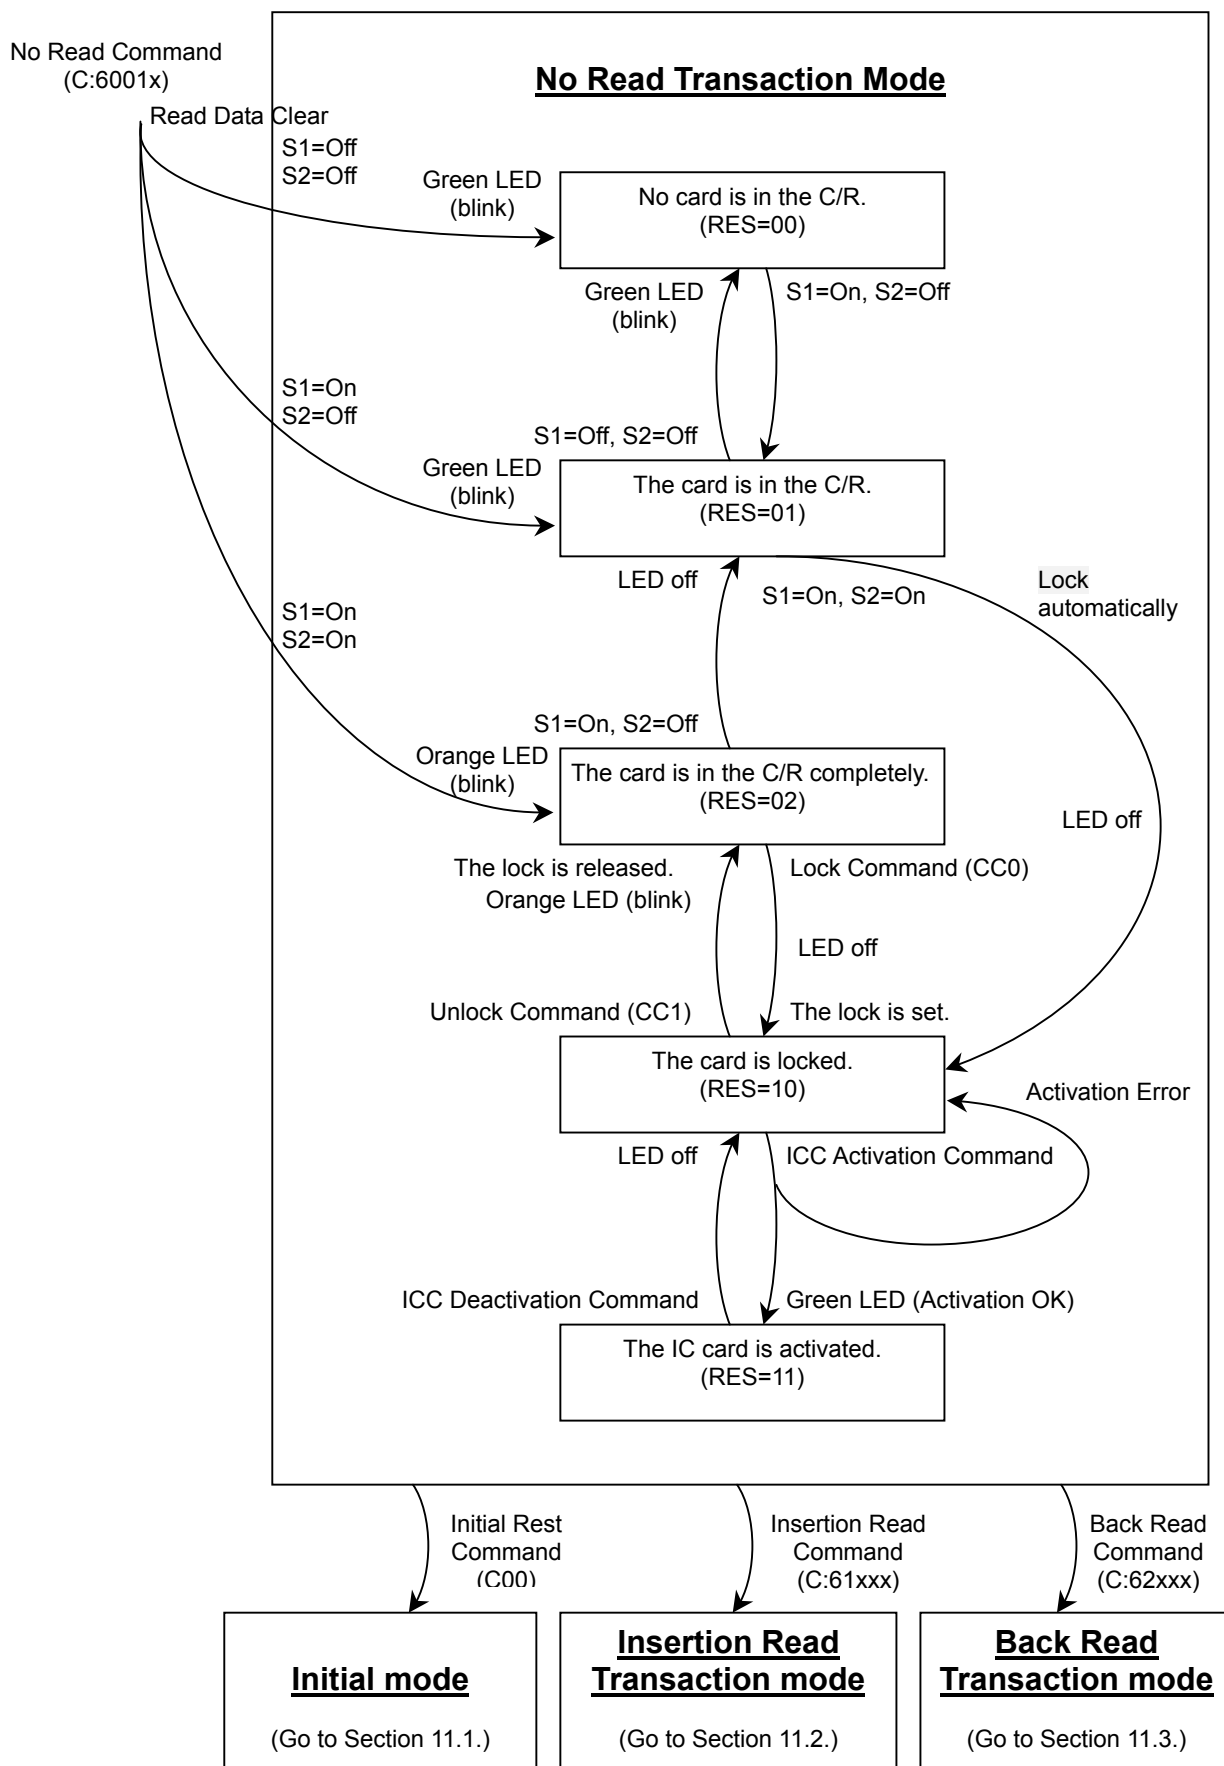 No Read Command
(C:6001x)
No Read Transaction Mode
Read Data Clear
S1=Off
S2=Off
Green LED
(blink)
No card is in the C/R.
(RES=00)
Green LED
(blink)
S1=On, S2=Off
S1=On
S2=Off
S1=Off, S2=Off
Green LED
(blink)
The card is in the C/R.
(RES=01)
LED off
S1=On, S2=On
Lock
automatically
S1=On
S2=On
S1=On, S2=Off
Orange LED
(blink)
The card is in the C/R completely.
(RES=02)
LED off
The lock is released.
Orange LED (blink)
Lock Command (CC0)
LED off
Unlock Command (CC1)
The lock is set.
The card is locked.
(RES=10)
Activation Error
LED off
ICC Activation Command
ICC Deactivation Command
Green LED (Activation OK)
The IC card is activated.
(RES=11)
Initial Rest
Command
(C00)
Insertion Read
Command
(C:61xxx)
Back Read
Command
(C:62xxx)
Initial mode
(Go to Section 11.1.)
Insertion Read
Transaction mode
(Go to Section 11.2.)
Back Read
Transaction mode
(Go to Section 11.3.)